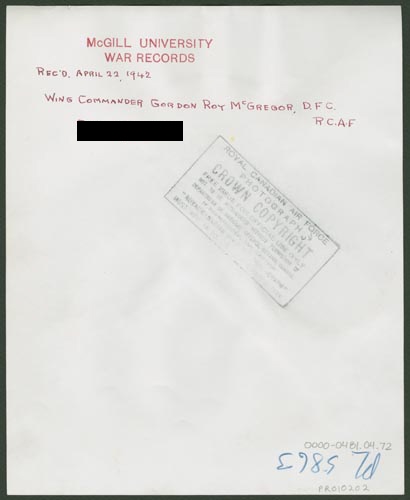 McGILL UNIVERSITY
WAR RECORDS
REC'D, APRIL 22, 1942
WING COMMANDER GORDON ROY McGREGOR, D.F.C.
R.C.A.F
ROYAL CANADIAN AIR FORCE
PHOTOGRAPH
CROWN COPYRIGHT
0000-0481.04.72
PL 5863
PR010202